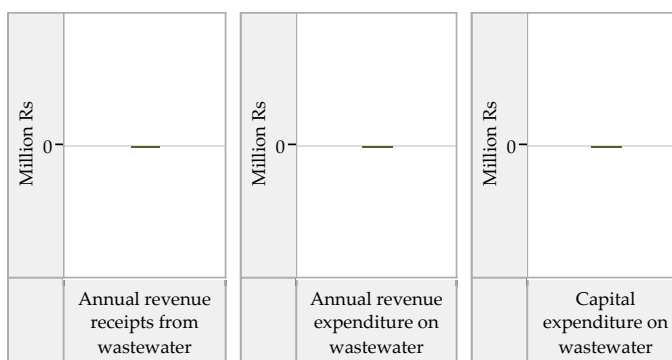 Million Rs
0
Annual revenue
receipts from
wastewater
Million Rs
0
Annual revenue
expenditure on
wastewater
Million Rs
0
Capital
expenditure on
wastewater